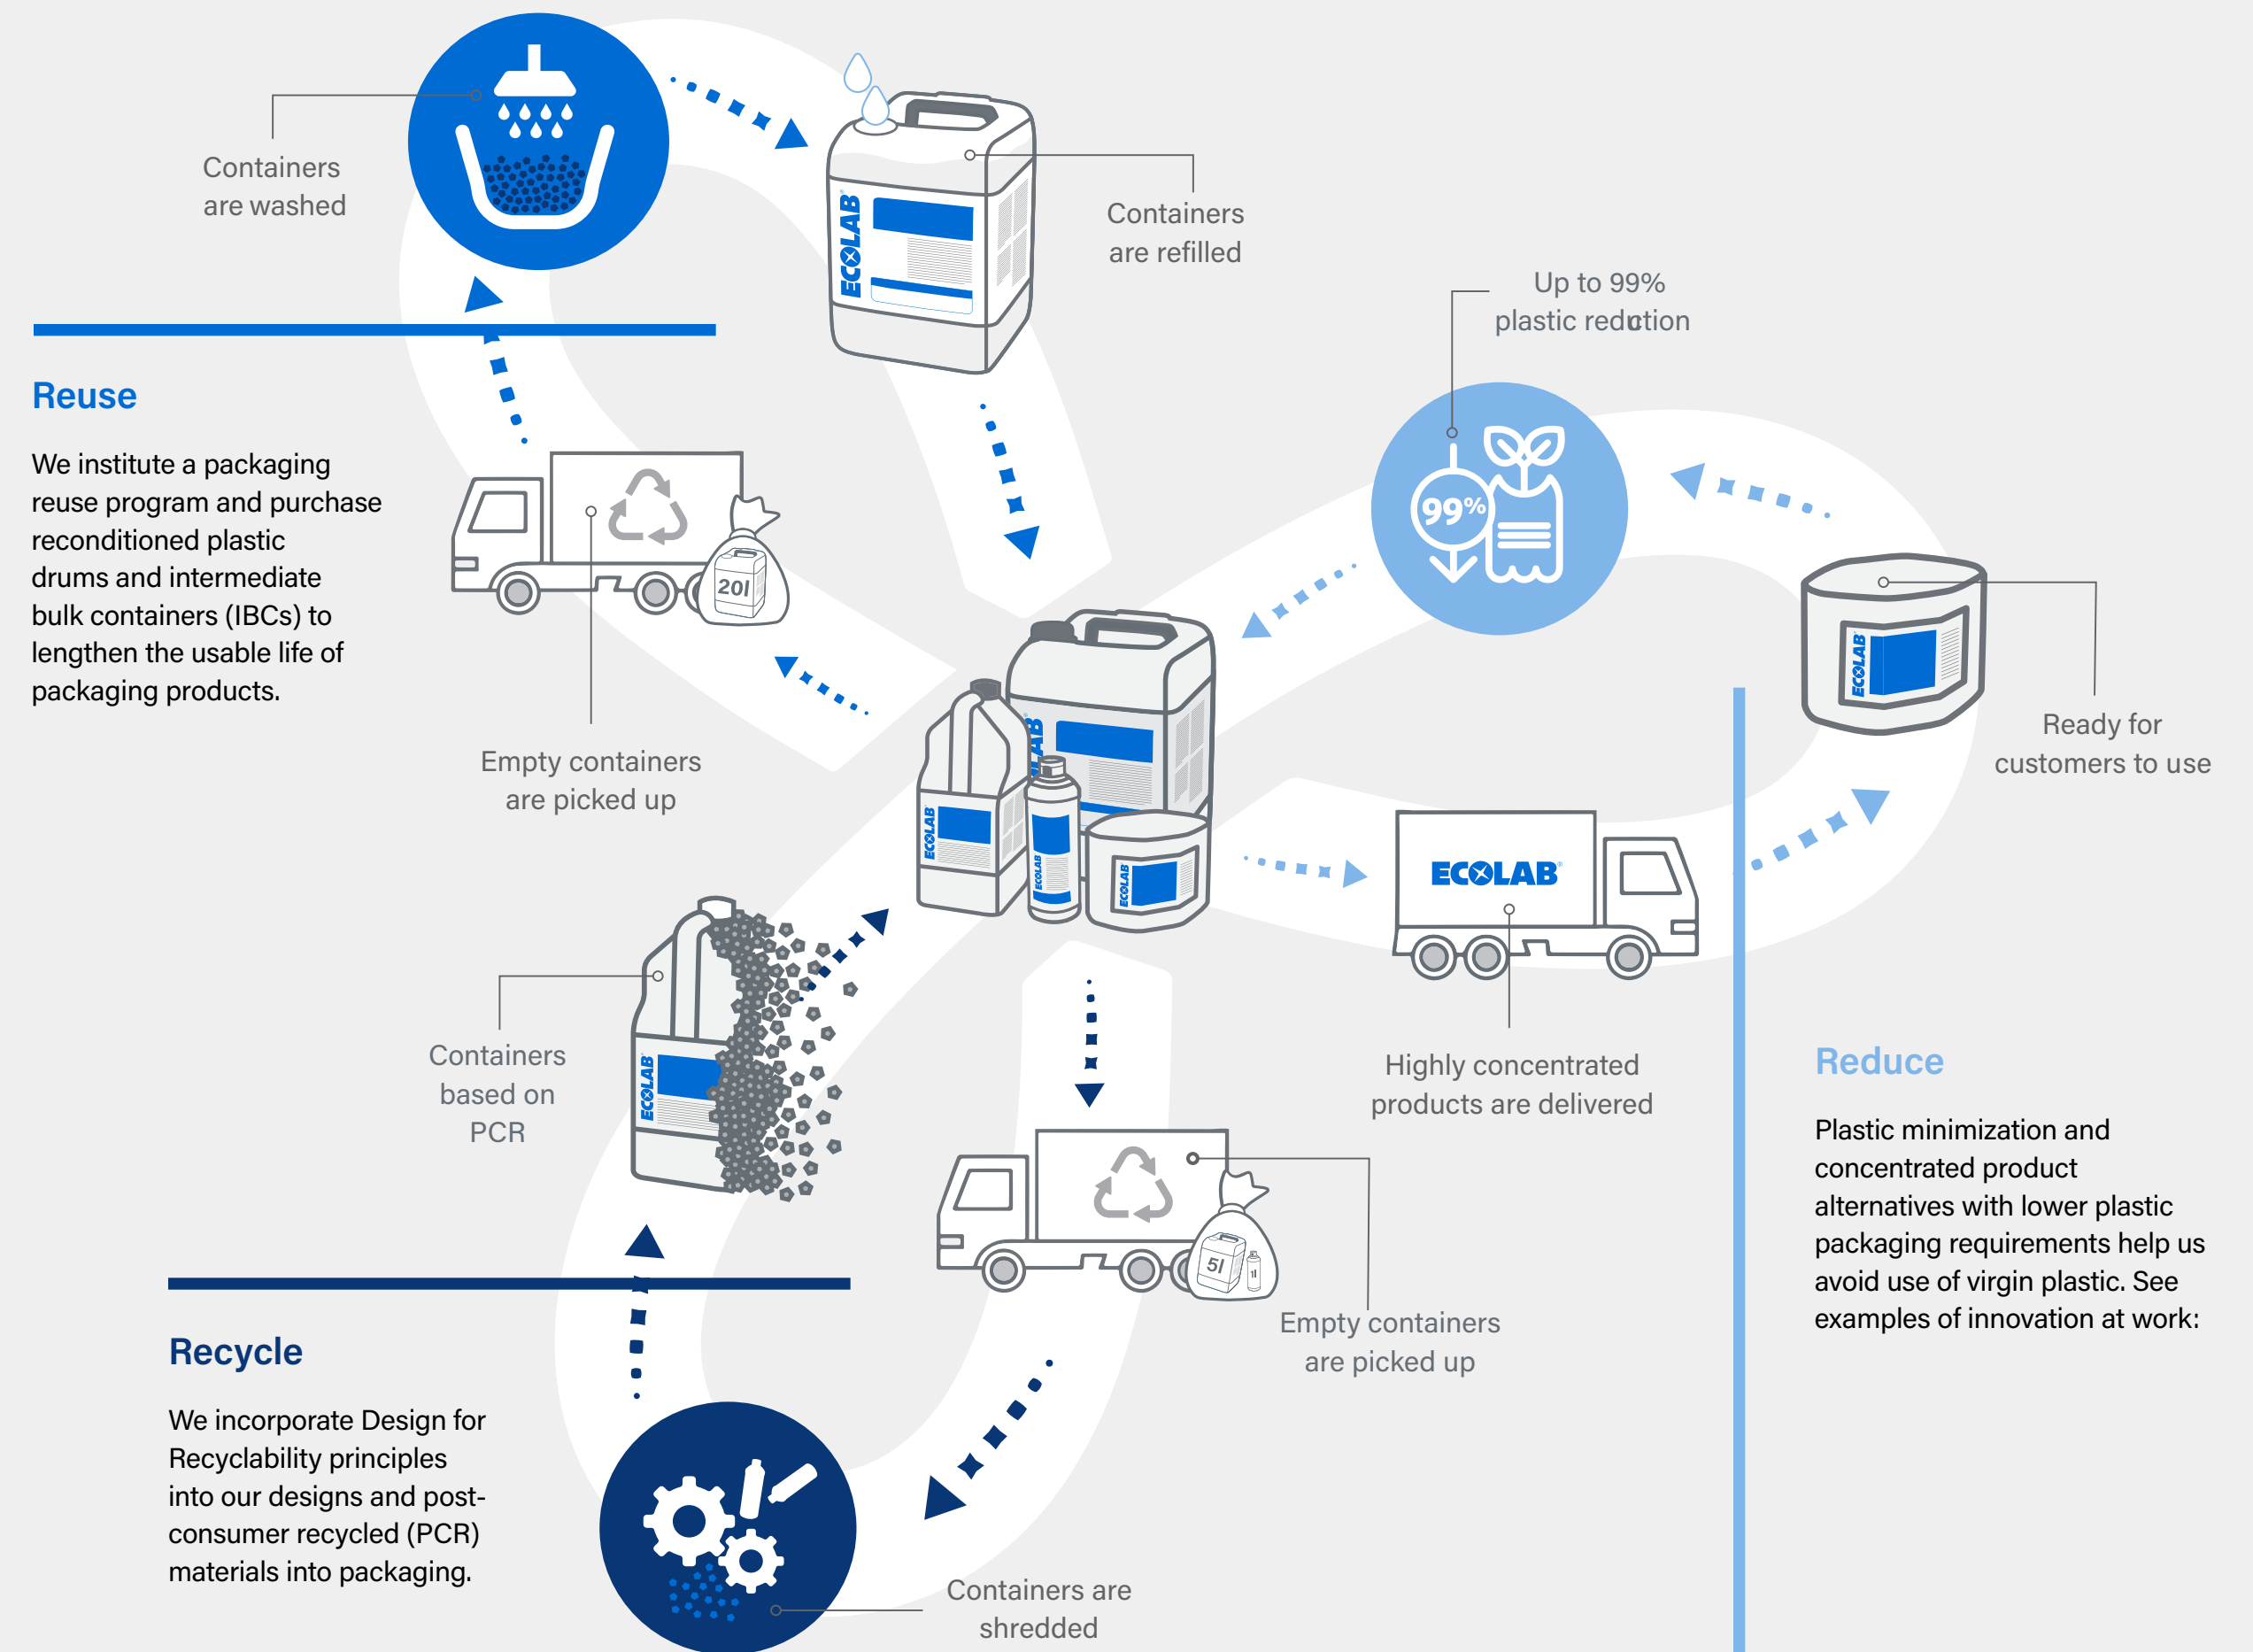 Containers
are washed
ECOLAB®
Containers
are refilled
Up to 99%
plastic reduction
99%
Reuse
We institute a packaging
reuse program and purchase
reconditioned plastic
drums and intermediate
bulk containers (IBCs) to
lengthen the usable life of
packaging products.
20l
Empty containers
are picked up
ECOLAB
Ready for
customers to use
LAB
ECOLAB
ECOLAB
ECOLAB
ECOLAB®
Highly concentrated
products are delivered
Containers
based on
PCR
ECOLAB
Reduce
Plastic minimization and
concentrated product
alternatives with lower plastic
packaging requirements help us
avoid use of virgin plastic. See
examples of innovation at work:
5l
1l
Empty containers
are picked up
Recycle
We incorporate Design for
Recyclability principles
into our designs and post-
consumer recycled (PCR)
materials into packaging.
Containers are
shredded